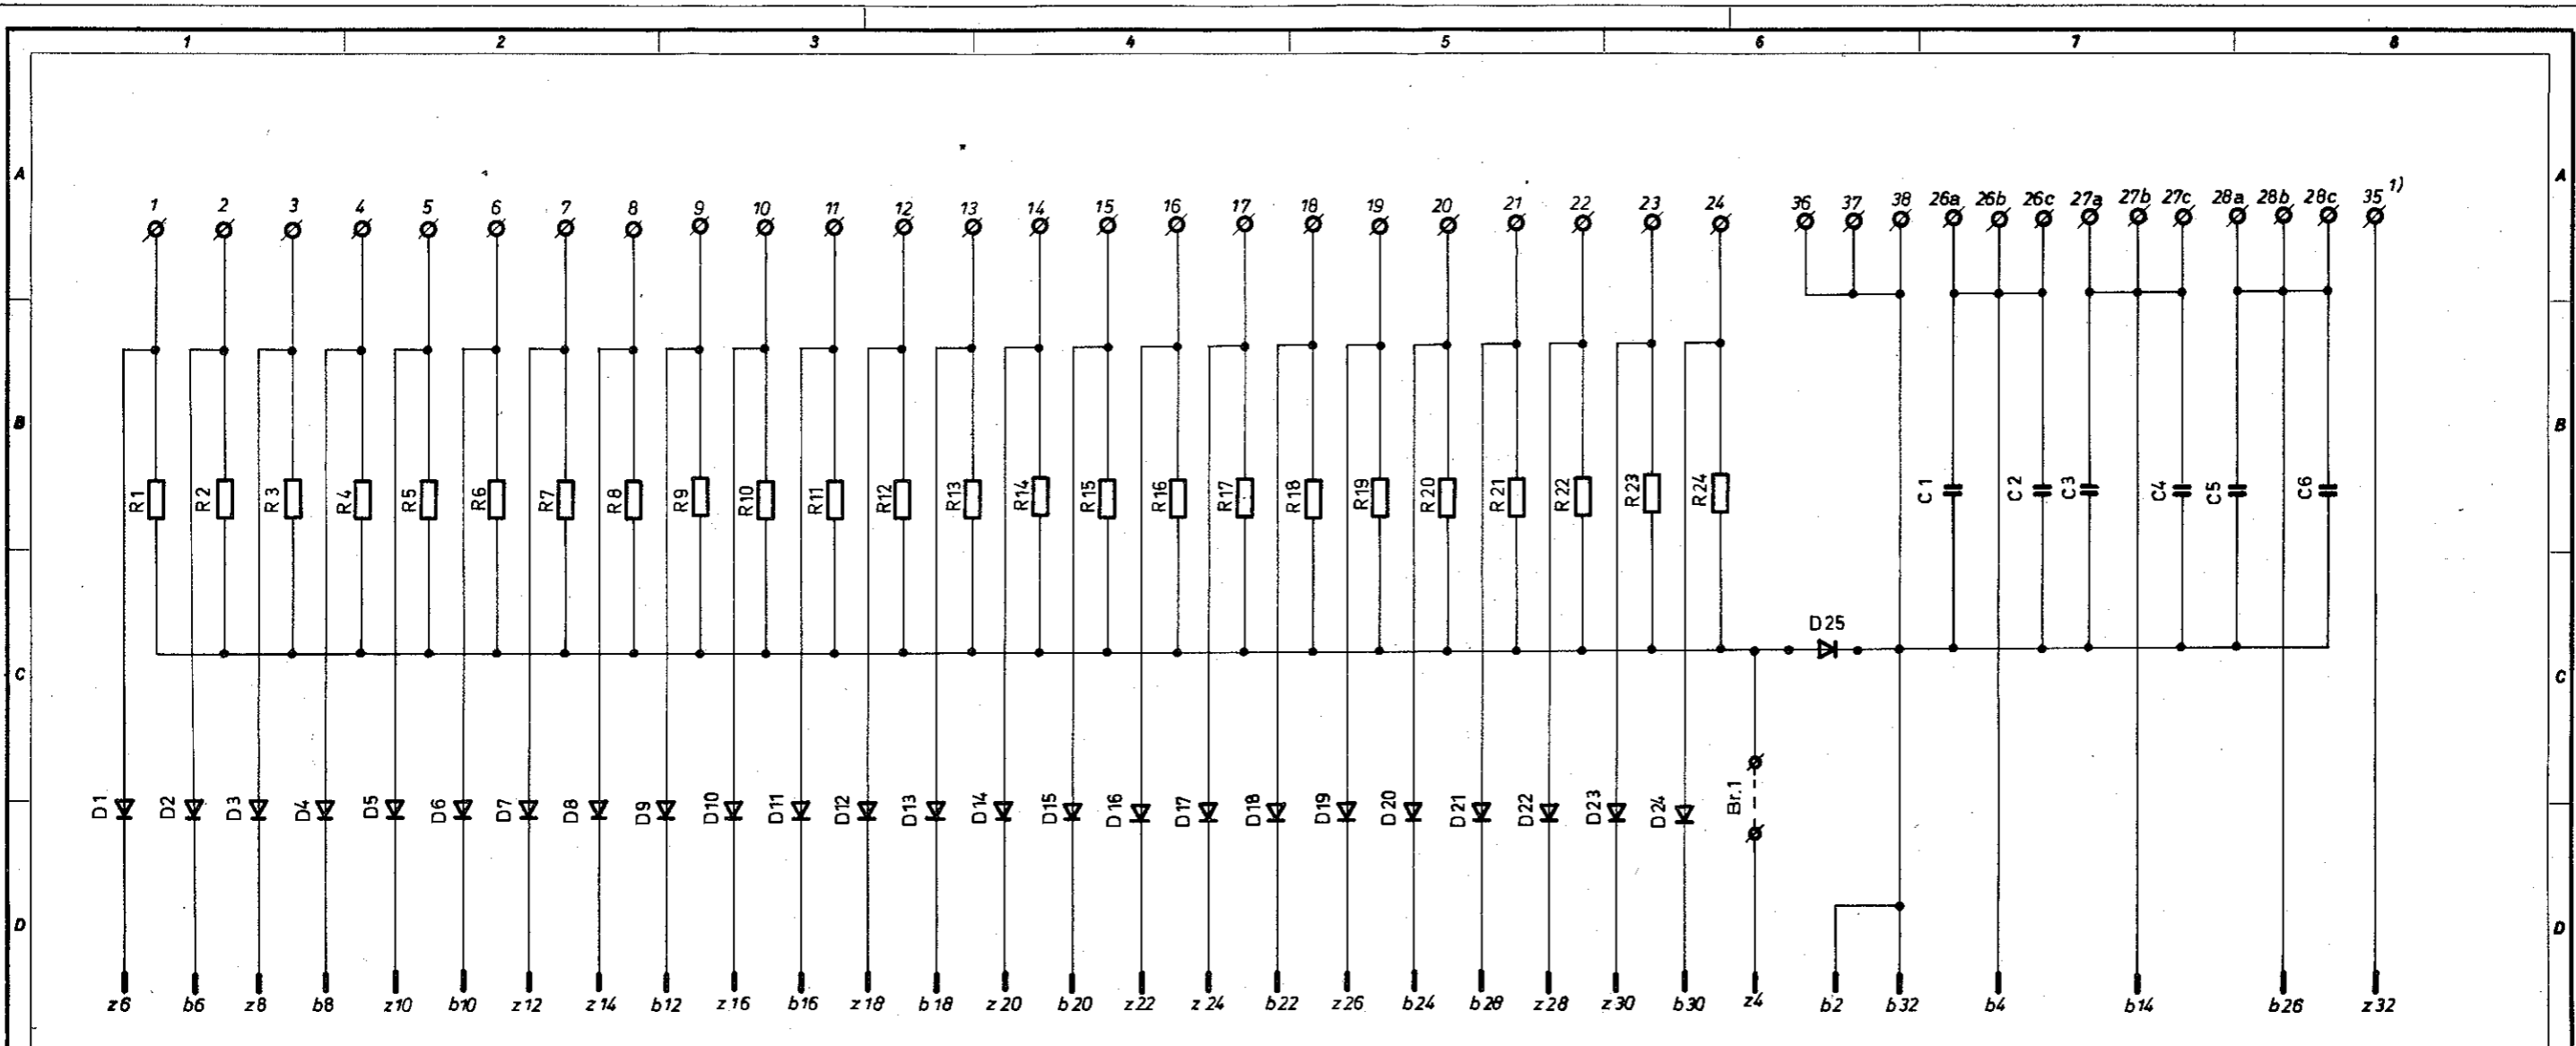 1 2 3 4 5 6 7 8
A A
1 2 3 4 5 6 7 8 9 10 11 12 13 14 15 16 17 18 19 20 21 22 23 24 36 37 38 26a 26b 26c 27a 27b 27c 28a 28b 28c 35 1)
B B
R1 R2 R3 R4 R5 R6 R7 R8 R9 R10 R11 R12 R13 R14 R15 R16 R17 R18 R19 R20 R21 R22 R23 R24 C1 C2 C3 C4 C5 C6
D25
C C
D1 D2 D3 D4 D5 D6 D7 D8 D9 D10 D11 D12 D13 D14 D15 D16 D17 D18 D19 D20 D21 D22 D23 D24 Br.1
D D
z6 b6 z8 b8 z10 b10 z12 z14 b12 z16 b16 z18 b18 z20 b20 z22 z24 b22 z26 b24 b28 z28 z30 b30 z4 b2 b32 b4 b14 b26 z32